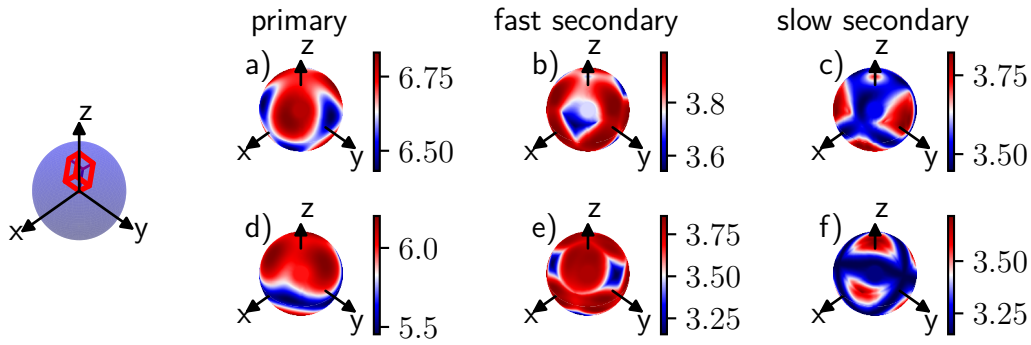 primary
fast secondary
slow secondary
a)
z
x
y
6.75
6.50
b)
z
x
y
3.8
3.6
c)
z
x
y
3.75
3.50
z
x
y
d)
z
x
y
6.0
5.5
e)
z
x
y
3.75
3.50
3.25
f)
z
x
y
3.50
3.25